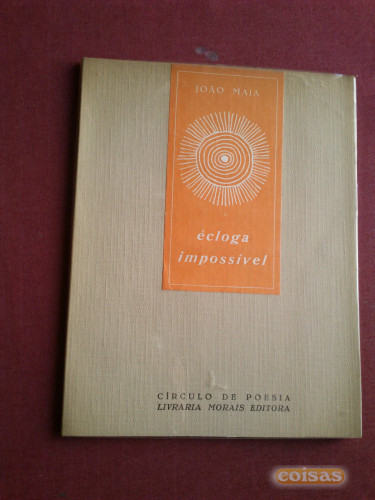 JOÃO MAIA
écloga
impossível
CÍRCULO DE POESIA
LIVRARIA MORAIS EDITORA
coisas